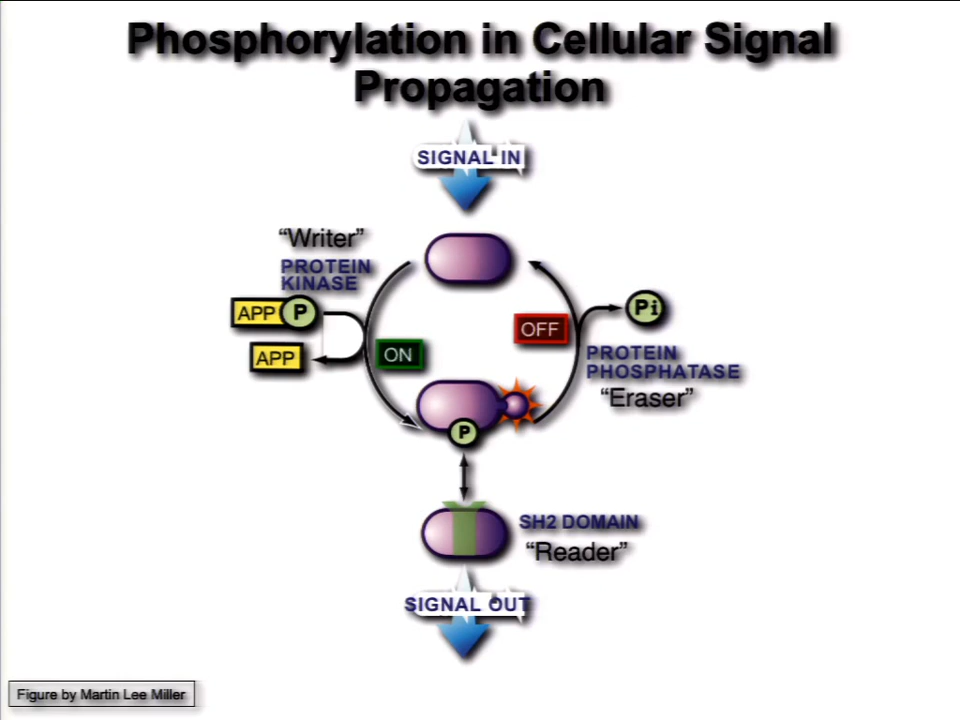 Phosphorylation in Cellular Signal
Propagation
SIGNAL IN
“Writer”
PROTEIN
KINASE
APP P
APP
ON
OFF
Pi
PROTEIN
PHOSPHATASE
“Eraser”
P
SH2 DOMAIN
“Reader”
SIGNAL OUT
Figure by Martin Lee Miller